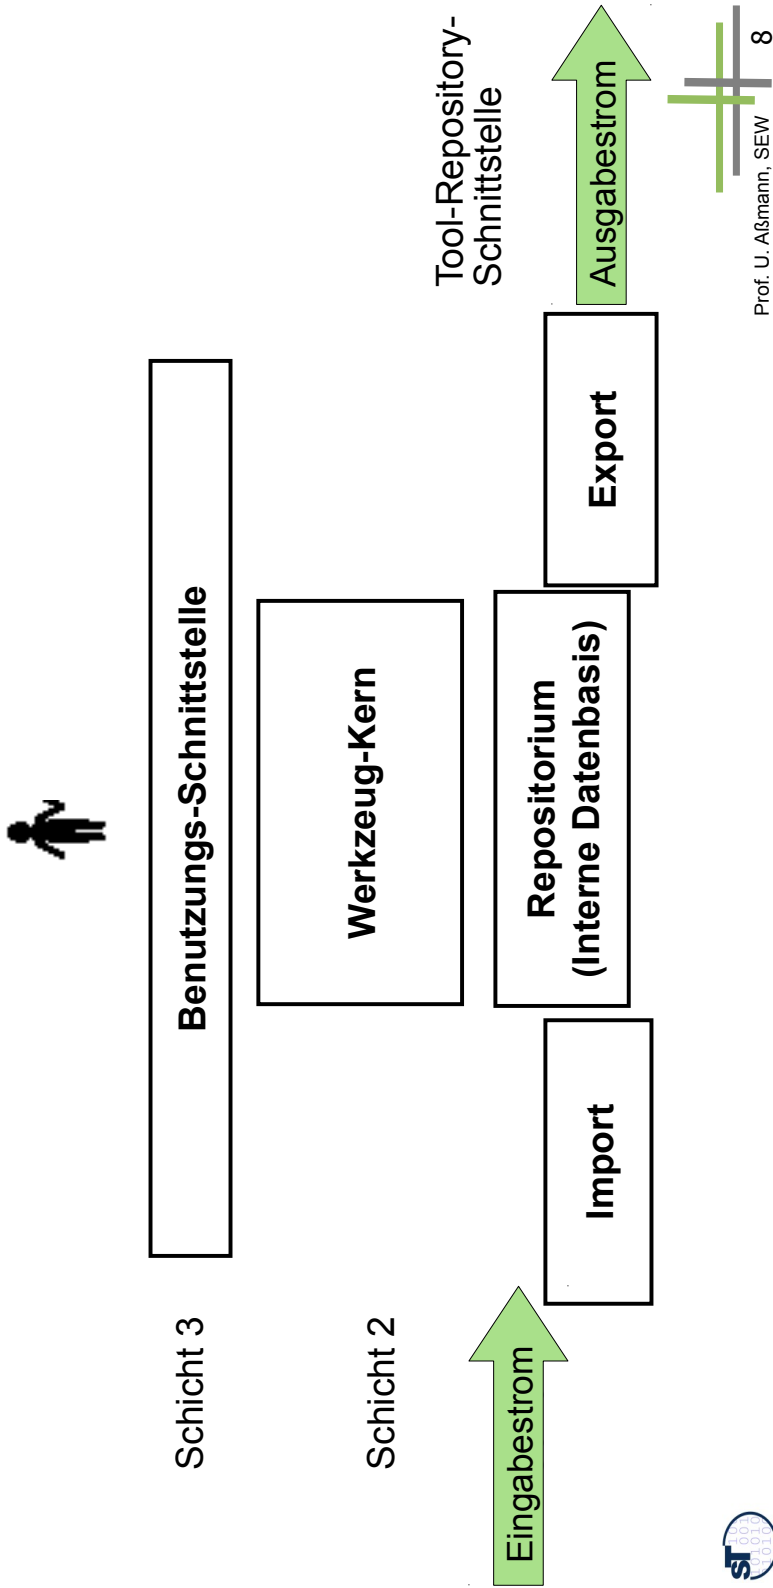 Schicht 3
Benutzungs-Schnittstelle
Schicht 2
Werkzeug-Kern
Tool-Repository-
Schnittstelle
Eingabestrom
Import
Repositorium
(Interne Datenbasis)
Export
Ausgabestrom
ST
Prof. U. Aßmann, SEW
8